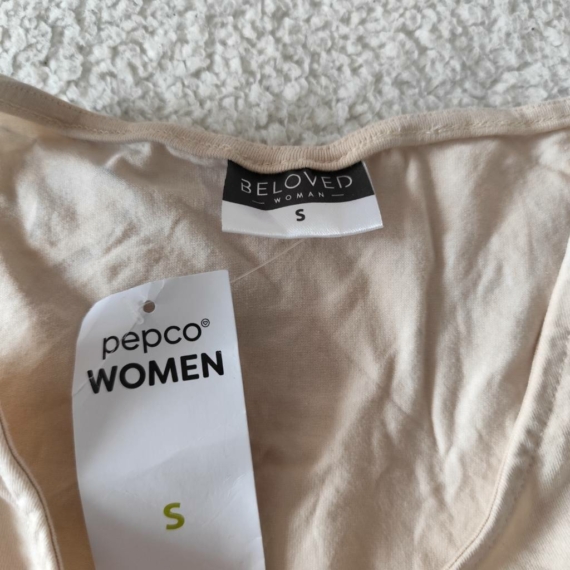 BELOVED
— WOMAN —
S
pepco®
WOMEN
S